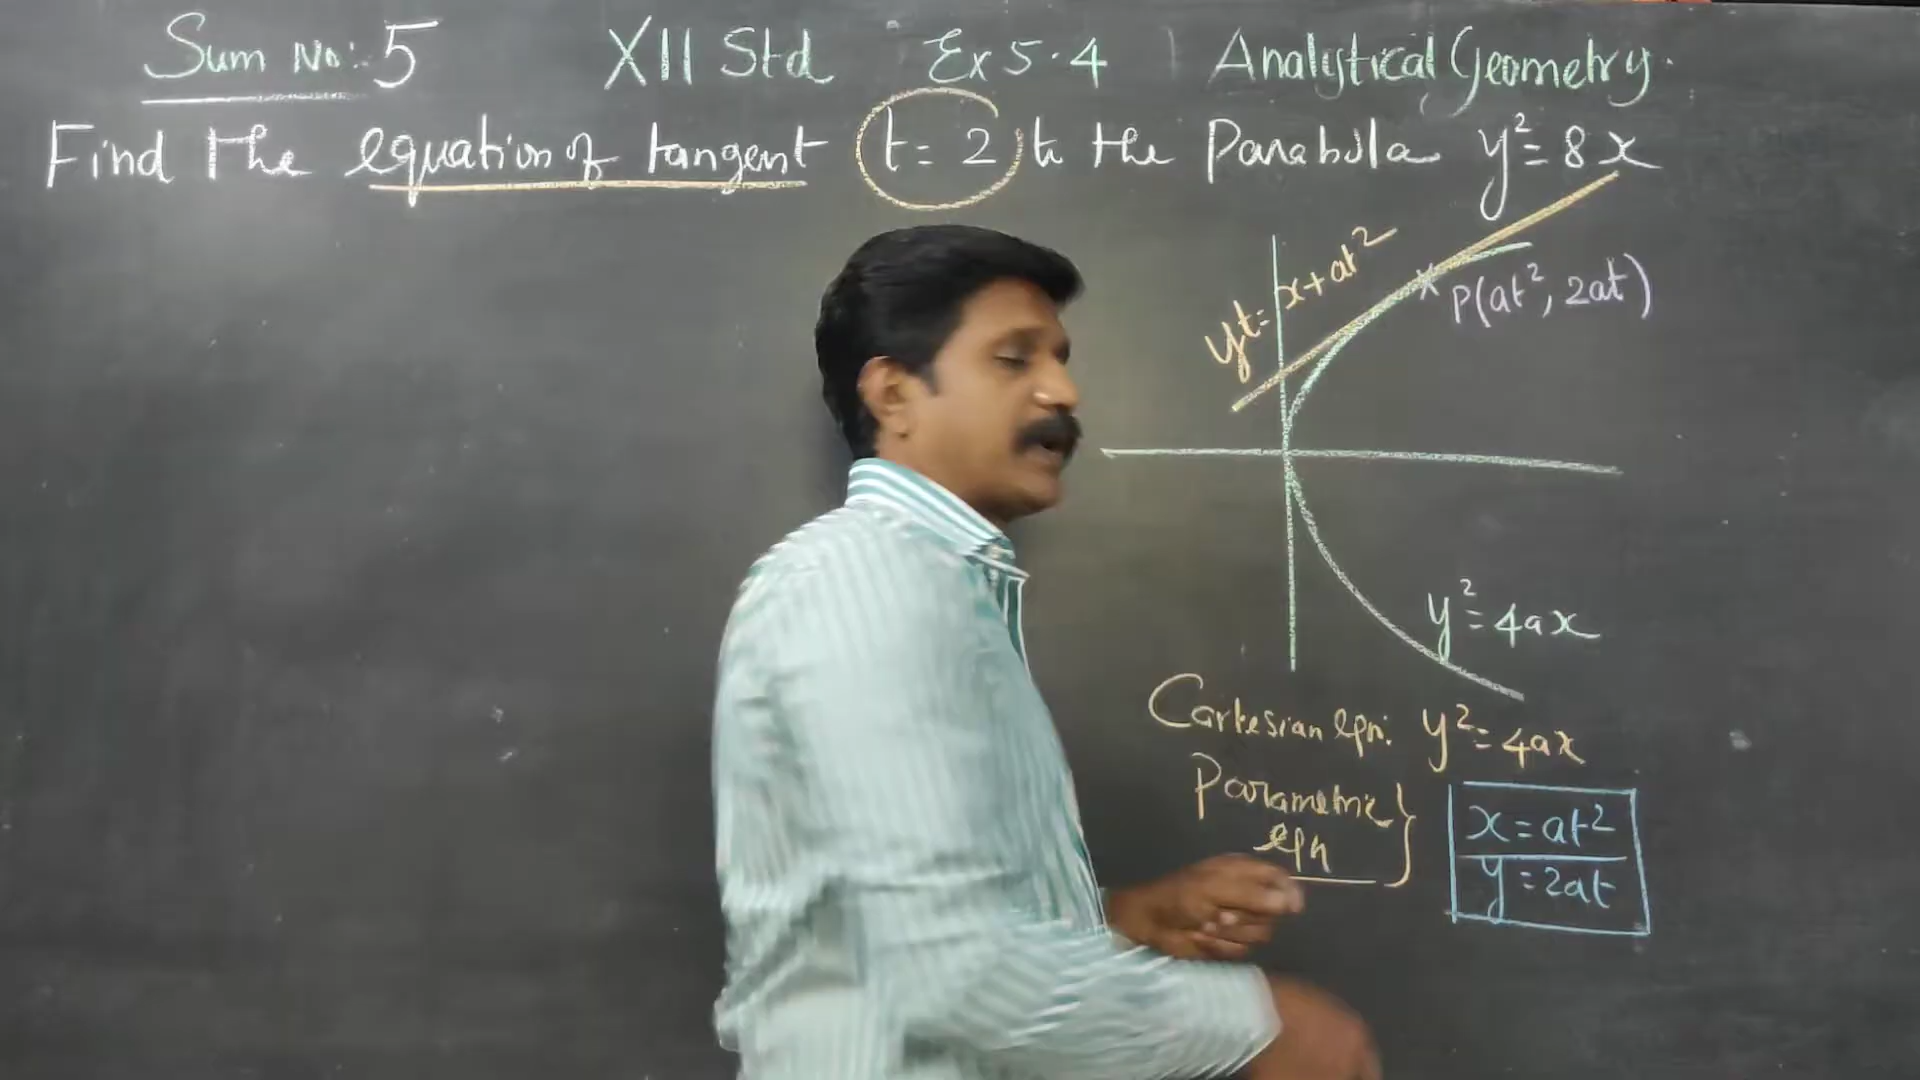 Sum No: 5 XII Std Ex 5.4 Analytical Geometry.
Find the equation of tangent t = 2 to the Parabola y² = 8x
yt = x + at²
P(at², 2at)
y² = 4ax
Cartesian eqn: y² = 4ax
Parametric
eqn
x = at²
y = 2at